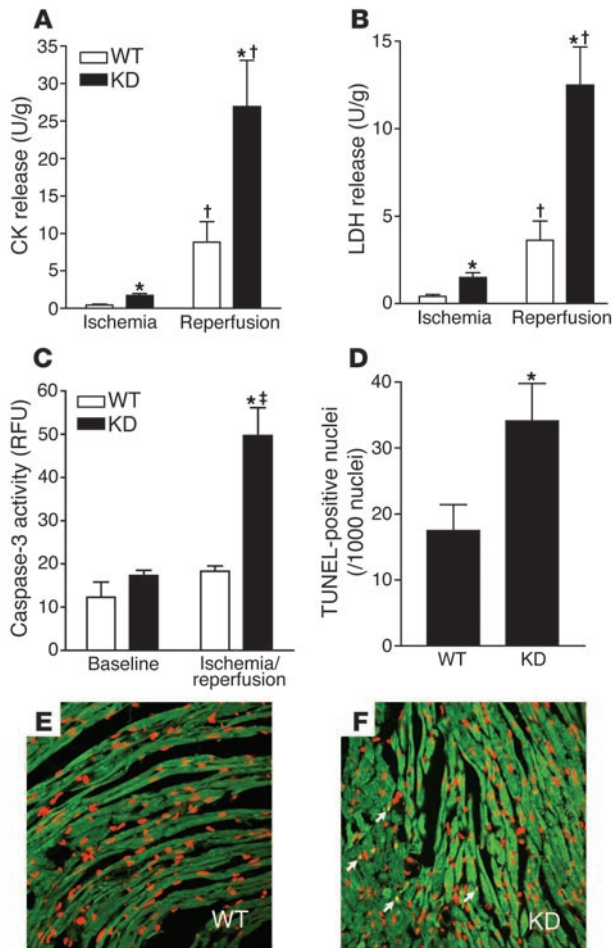 A
WT
KD
CK release (U/g)
40
35
30
25
20
15
10
5
0
*†
†
*
Ischemia
Reperfusion
B
LDH release (U/g)
15
10
5
0
*†
†
*
Ischemia
Reperfusion
C
WT
KD
Caspase-3 activity (RFU)
60
50
40
30
20
10
0
*‡
Baseline
Ischemia/
reperfusion
D
TUNEL-positive nuclei
(/1000 nuclei)
40
30
20
10
0
*
WT
KD
E
WT
F
KD